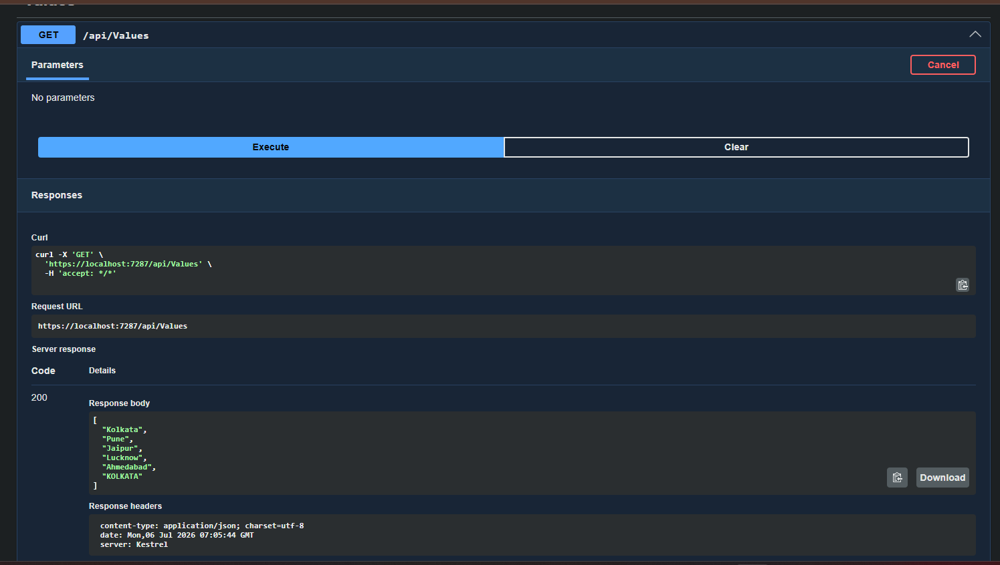 GET /api/Values
Parameters
Cancel
No parameters
Execute
Clear
Responses
Curl
curl -X 'GET' \
  'https://localhost:7287/api/Values' \
  -H 'accept: */*'
Request URL
https://localhost:7287/api/Values
Server response
Code Details
200
Response body
[
  "Kolkata",
  "Pune",
  "Jaipur",
  "Lucknow",
  "Ahmedabad",
  "KOLKATA"
]
Download
Response headers
content-type: application/json; charset=utf-8
date: Mon,06 Jul 2026 07:05:44 GMT
server: Kestrel